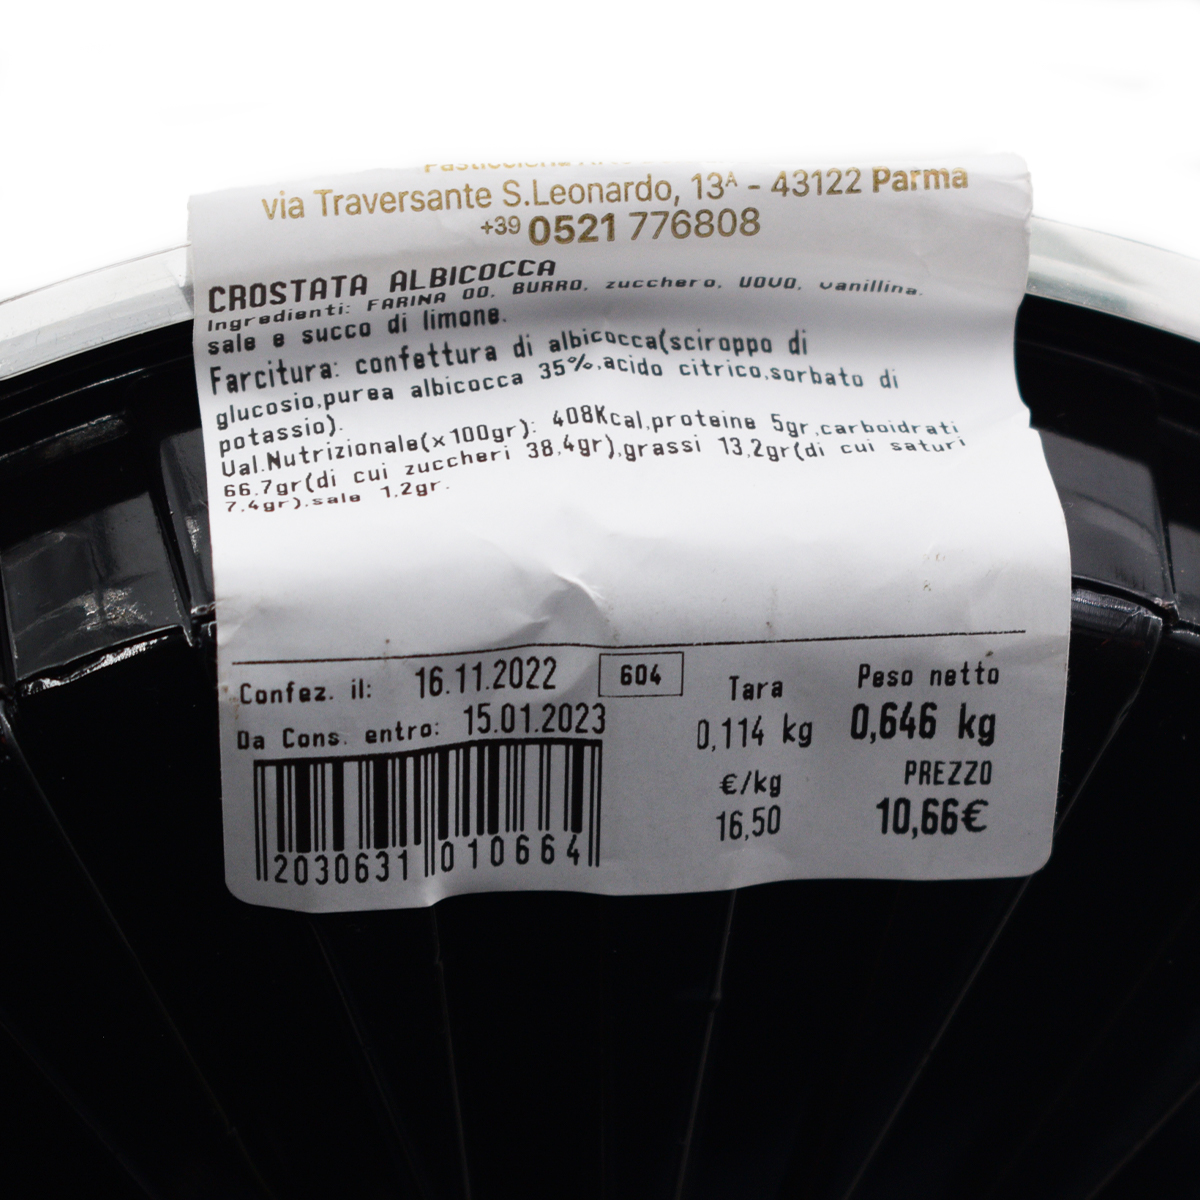 Pasticceria
via Traversante S.Leonardo, 13A - 43122 Parma
+39 0521 776808
CROSTATA ALBICOCCA
Ingredienti: FARINA 00, BURRO, zucchero, UOVO, vanillina,
sale e succo di limone.
Farcitura: confettura di albicocca(sciroppo di
glucosio,purea albicocca 35%,acido citrico,sorbato di
potassio).
Val.Nutrizionale(x100gr): 408Kcal,proteine 5gr,carboidrati
66.7gr(di cui zuccheri 38,4gr),grassi 13,2gr(di cui saturi
7.4gr),sale 1,2gr.
Confez. il: 16.11.2022 604
Da Cons. entro: 15.01.2023
Tara
0,114 kg
Peso netto
0,646 kg
€/kg
16,50
PREZZO
10,66€
2030631 010664